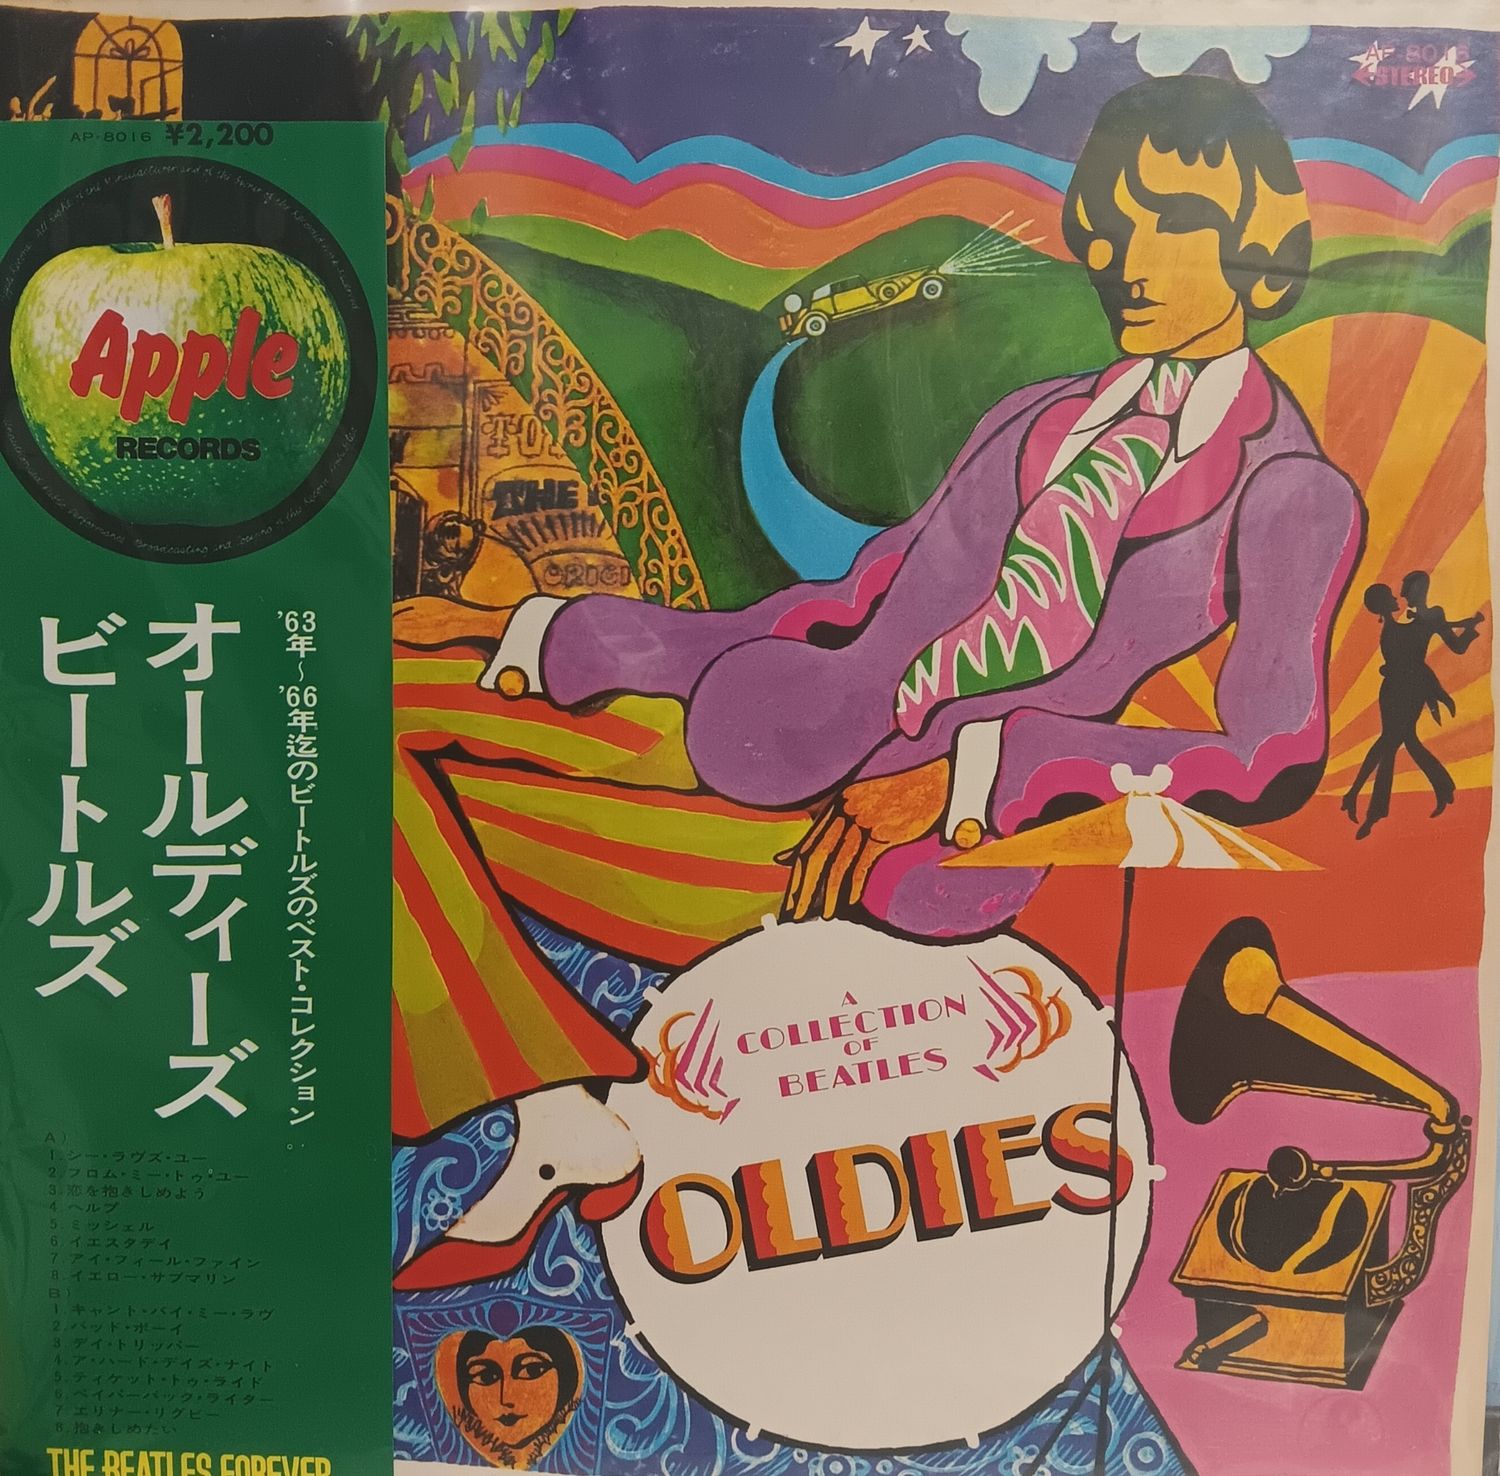 AP-8016 ¥2,200
Apple
RECORDS
オールディーズ
ビートルズ
'63年〜'66年迄のビートルズのベスト・コレクション。
A)
1.シー・ラヴズ・ユー
2.フロム・ミー・トゥ・ユー
3.恋を抱きしめよう
4.ヘルプ
5.ミッシェル
6.イエスタデイ
7.アイ・フィール・ファイン
8.イエロー・サブマリン
B)
1.キャント・バイ・ミー・ラヴ
2.バッド・ボーイ
3.デイ・トリッパー
4.ア・ハード・デイズ・ナイト
5.ティケット・トゥ・ライド
6.ペイパーバック・ライター
7.エリナー・リグビー
8.抱きしめたい
THE BEATLES FOREVER
AP 8016
STEREO
THE
ORIGI
A
COLLECTION
OF
BEATLES
OLDIES